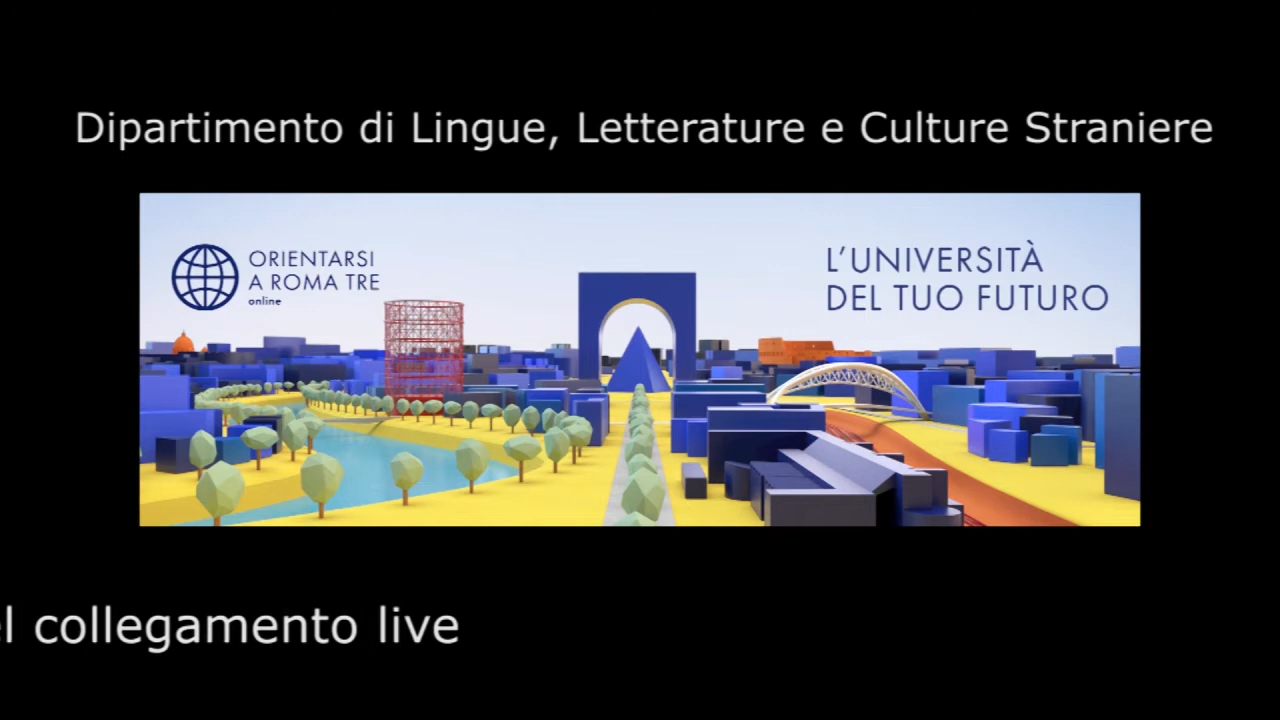 Dipartimento di Lingue, Letterature e Culture Straniere
ORIENTARSI
A ROMA TRE
online
L'UNIVERSITÀ
DEL TUO FUTURO
collegamento live